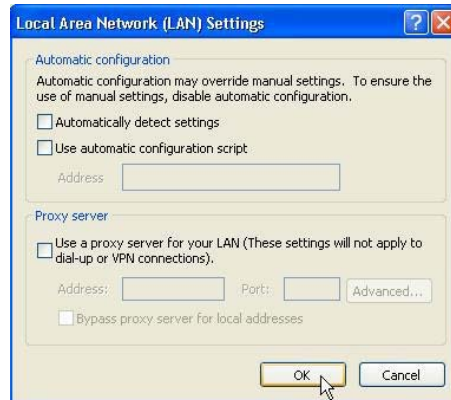 Local Area Network (LAN) Settings
Automatic configuration
Automatic configuration may override manual settings. To ensure the
use of manual settings, disable automatic configuration.
Automatically detect settings
Use automatic configuration script
Address
Proxy server
Use a proxy server for your LAN (These settings will not apply to
dial-up or VPN connections).
Address: Port: Advanced...
Bypass proxy server for local addresses
OK Cancel